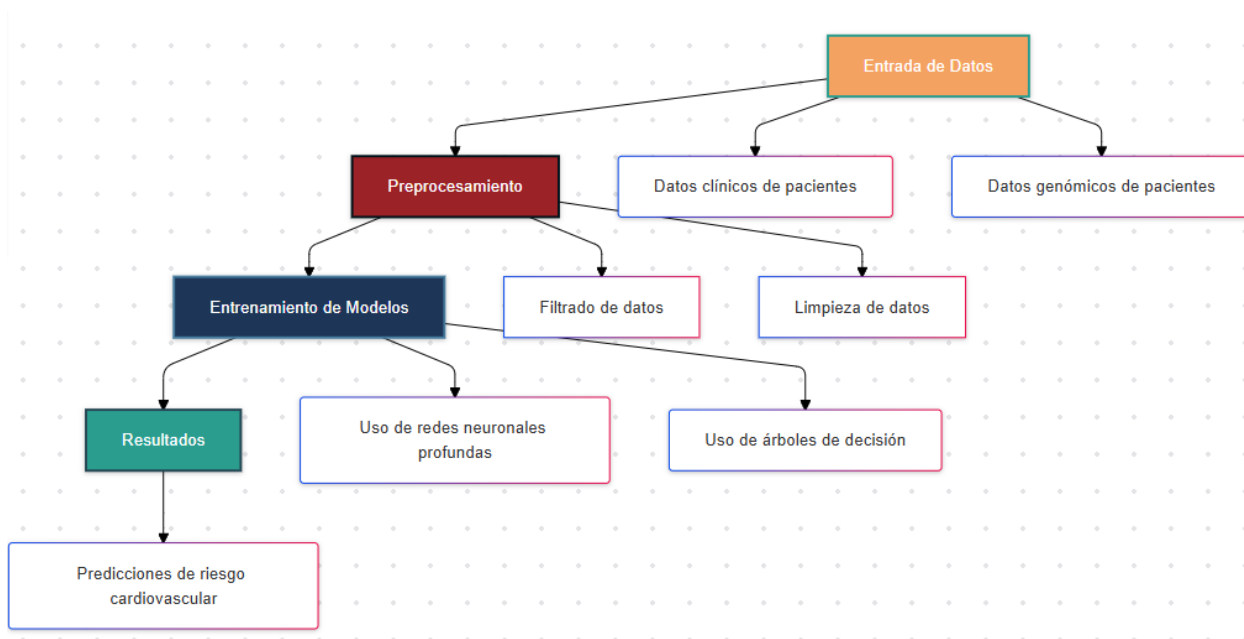 Entrada de Datos
Preprocesamiento
Datos clínicos de pacientes
Datos genómicos de pacientes
Entrenamiento de Modelos
Filtrado de datos
Limpieza de datos
Resultados
Uso de redes neuronales
profundas
Uso de árboles de decisión
Predicciones de riesgo
cardiovascular